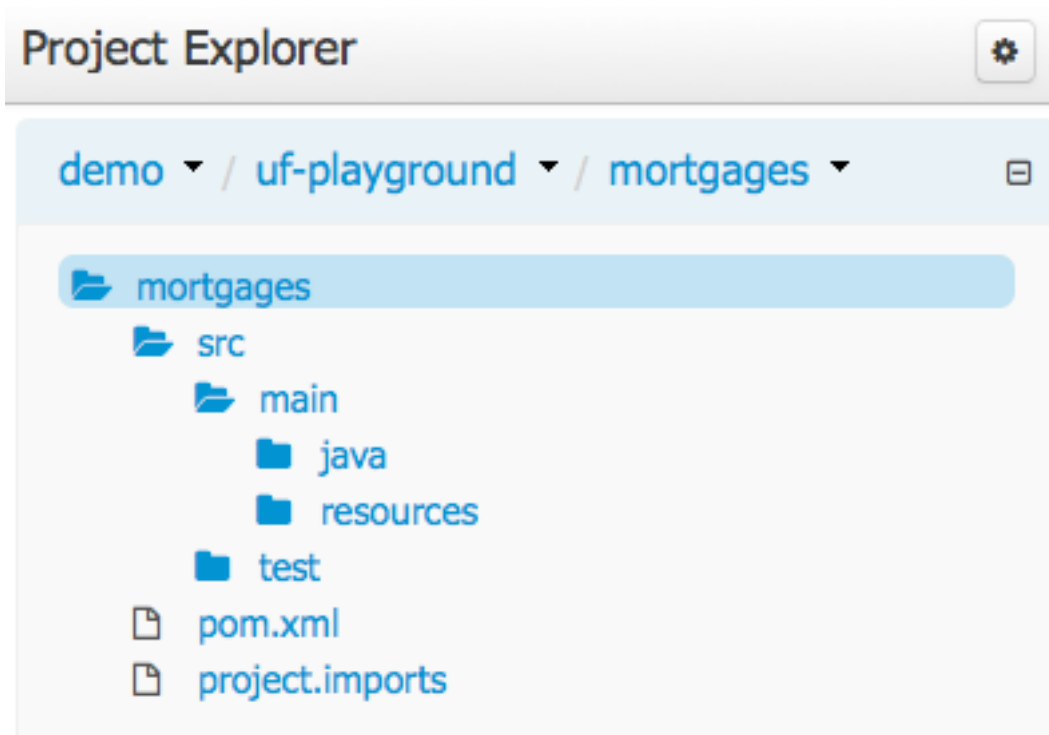 Project Explorer
demo / uf-playground / mortgages
mortgages
src
main
java
resources
test
pom.xml
project.imports